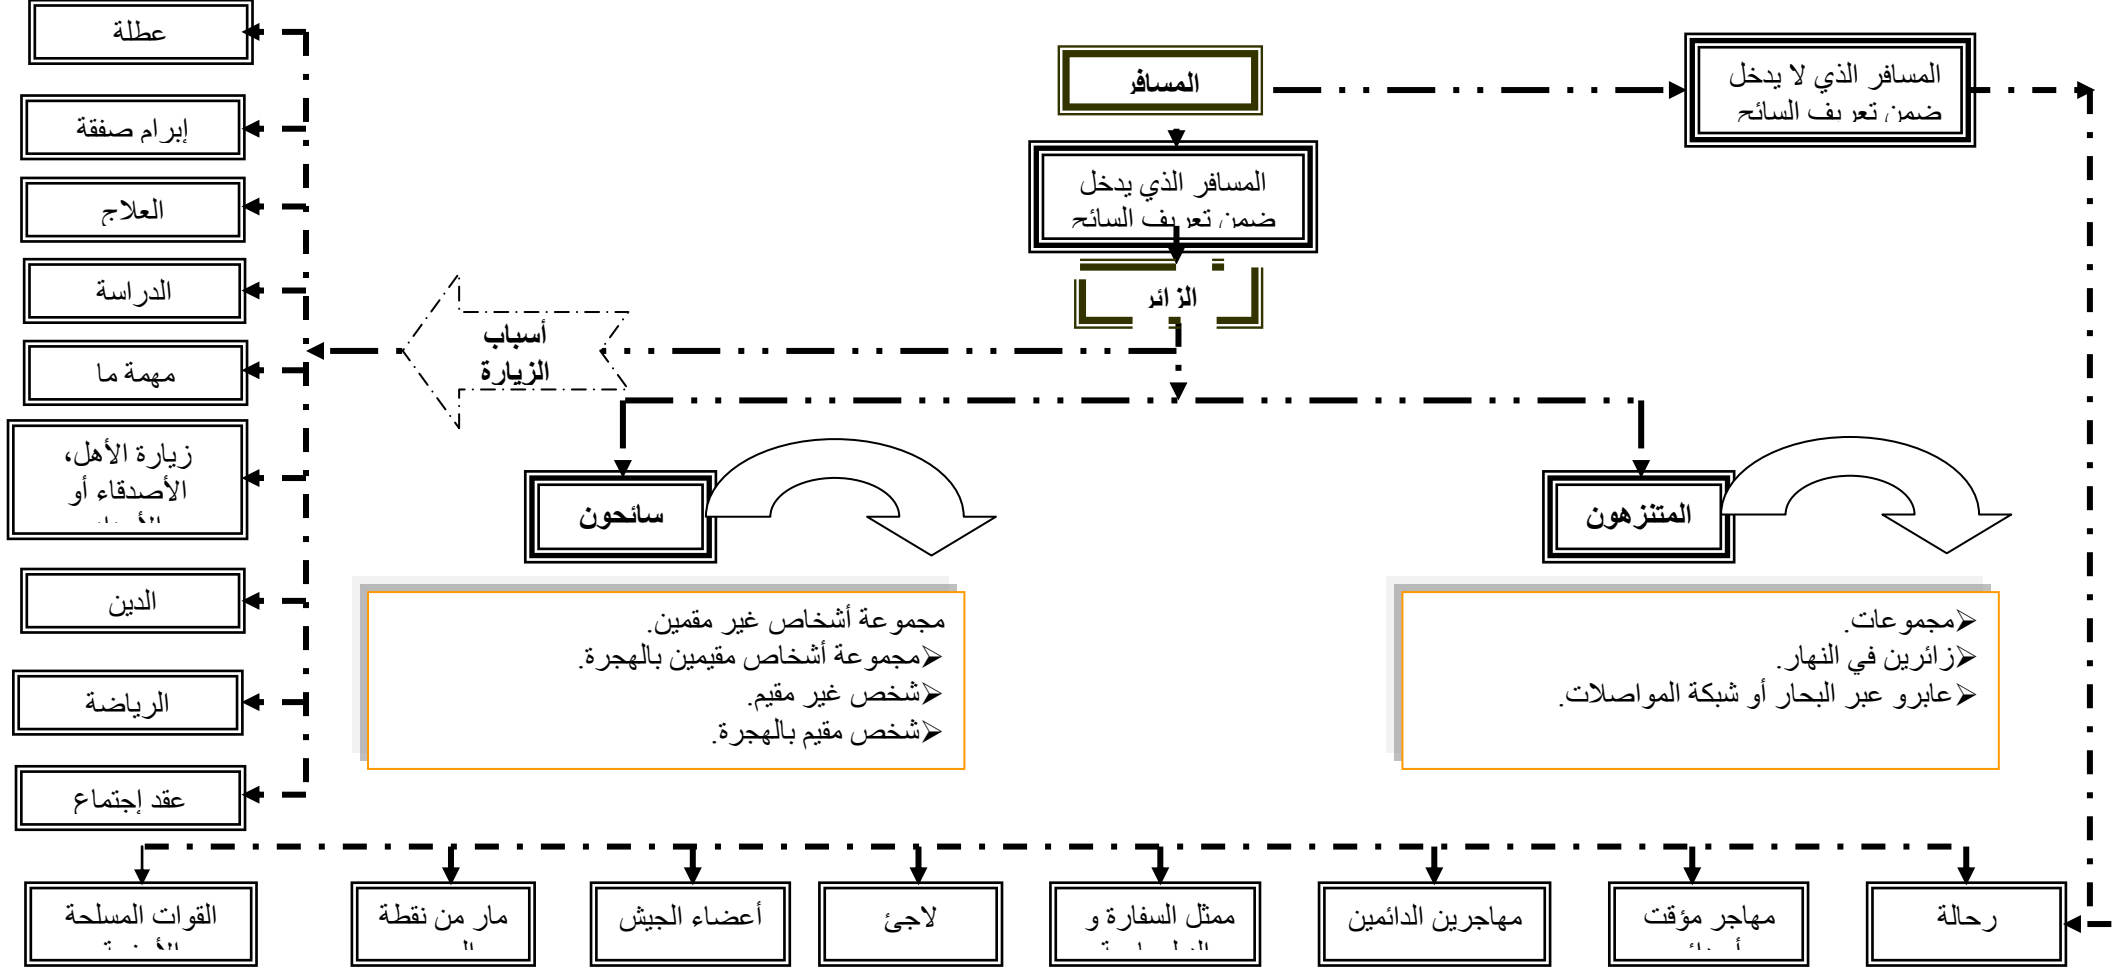 المسافر
المسافر الذي لا يدخل
ضمن تعريف السائح
المسافر الذي يدخل
ضمن تعريف السائح
الزائر
أسباب
الزيارة
عطلة
إبرام صفقة
العلاج
الدراسة
مهمة ما
زيارة الأهل،
الأصدقاء أو
الدين
الرياضة
عقد إجتماع
المتنزهون
سائحون
مجموعات.
زائرين في النهار.
عابرو عبر البحار أو شبكة المواصلات.
مجموعة أشخاص غير مقمين.
مجموعة أشخاص مقيمين بالهجرة.
شخص غير مقيم.
شخص مقيم بالهجرة.
رحالة
مهاجر مؤقت
مهاجرين الدائمين
ممثل السفارة و
لاجئ
أعضاء الجيش
مار من نقطة
القوات المسلحة